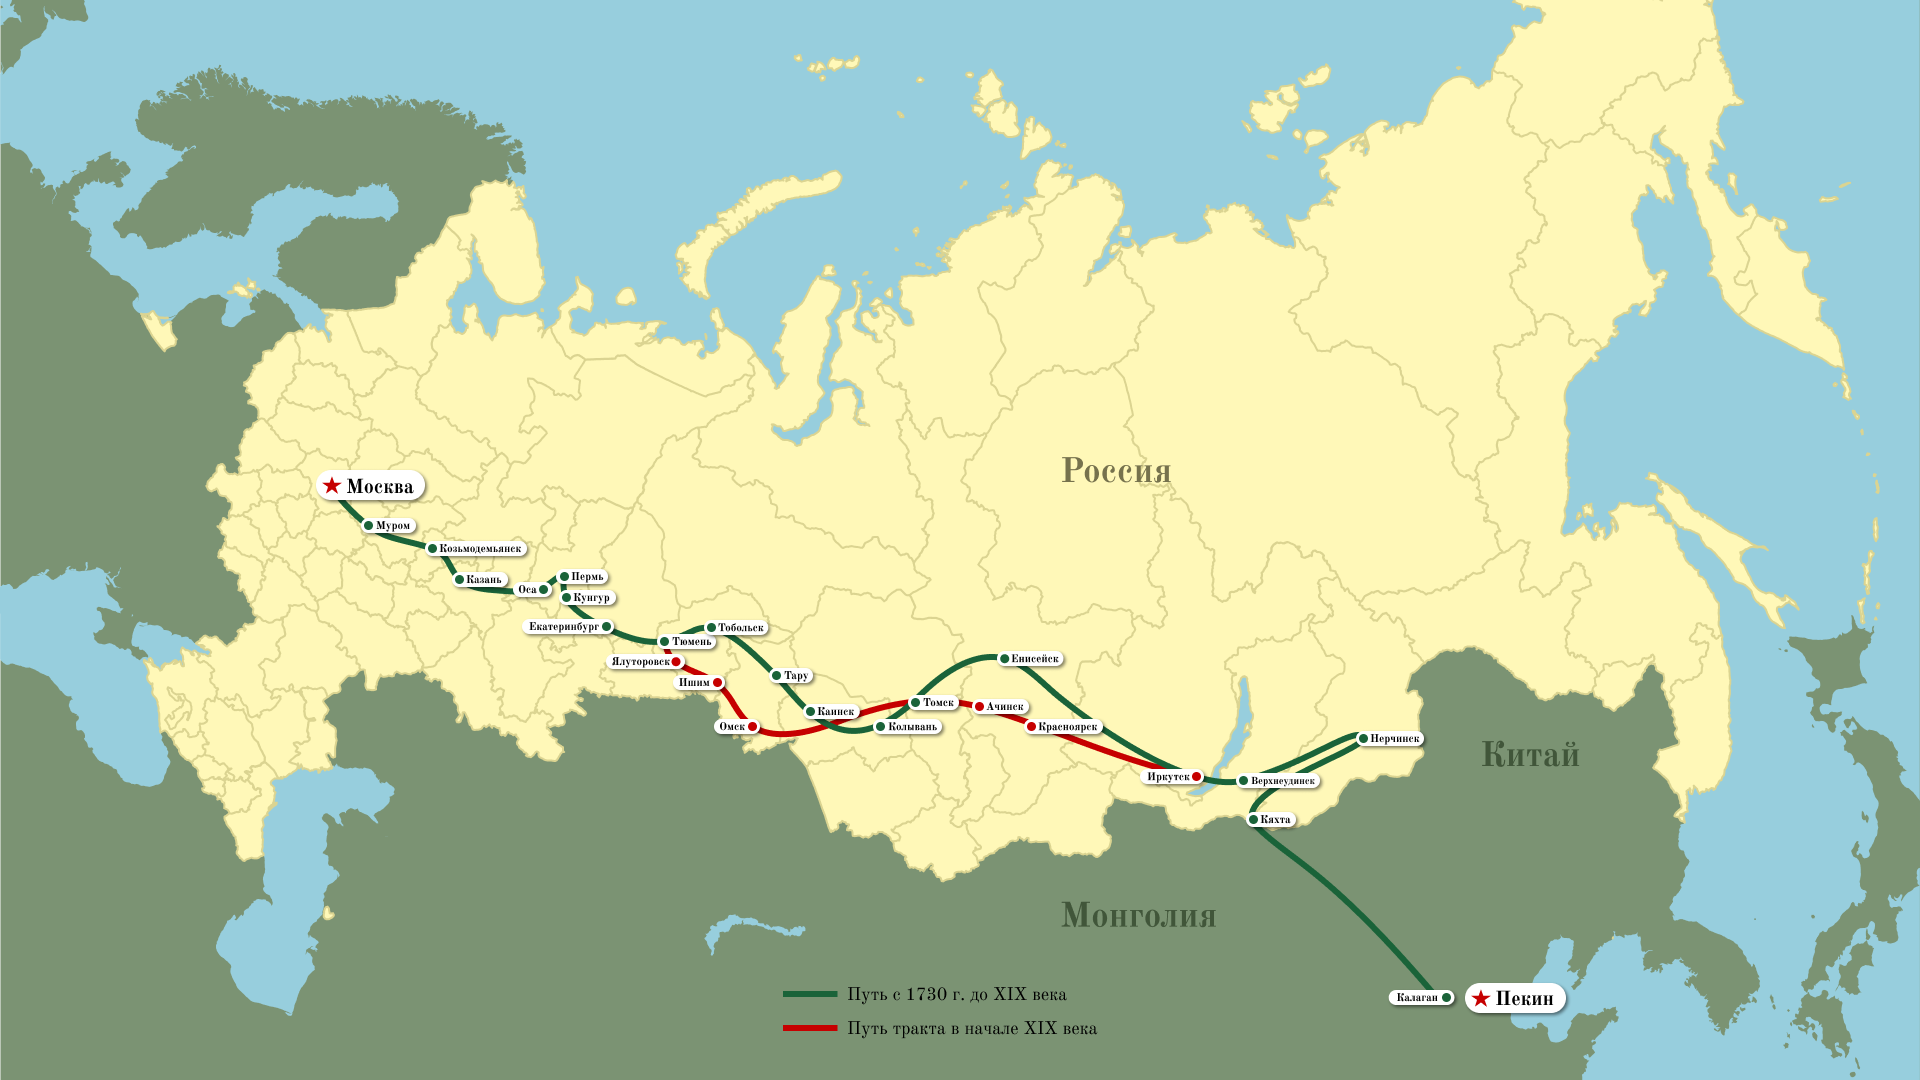 Россия
Москва
Муром
Козьмодемьянск
Казань
Оса
Пермь
Кунгур
Екатеринбург
Тюмень
Тобольск
Ялуторовск
Ишим
Тару
Омск
Каинск
Колывань
Томск
Енисейск
Ачинск
Красноярск
Иркутск
Верхнеудинск
Нерчинск
Кяхта
Китай
Монголия
Калаган
Пекин
Путь с 1730 г. до XIX века
Путь тракта в начале XIX века